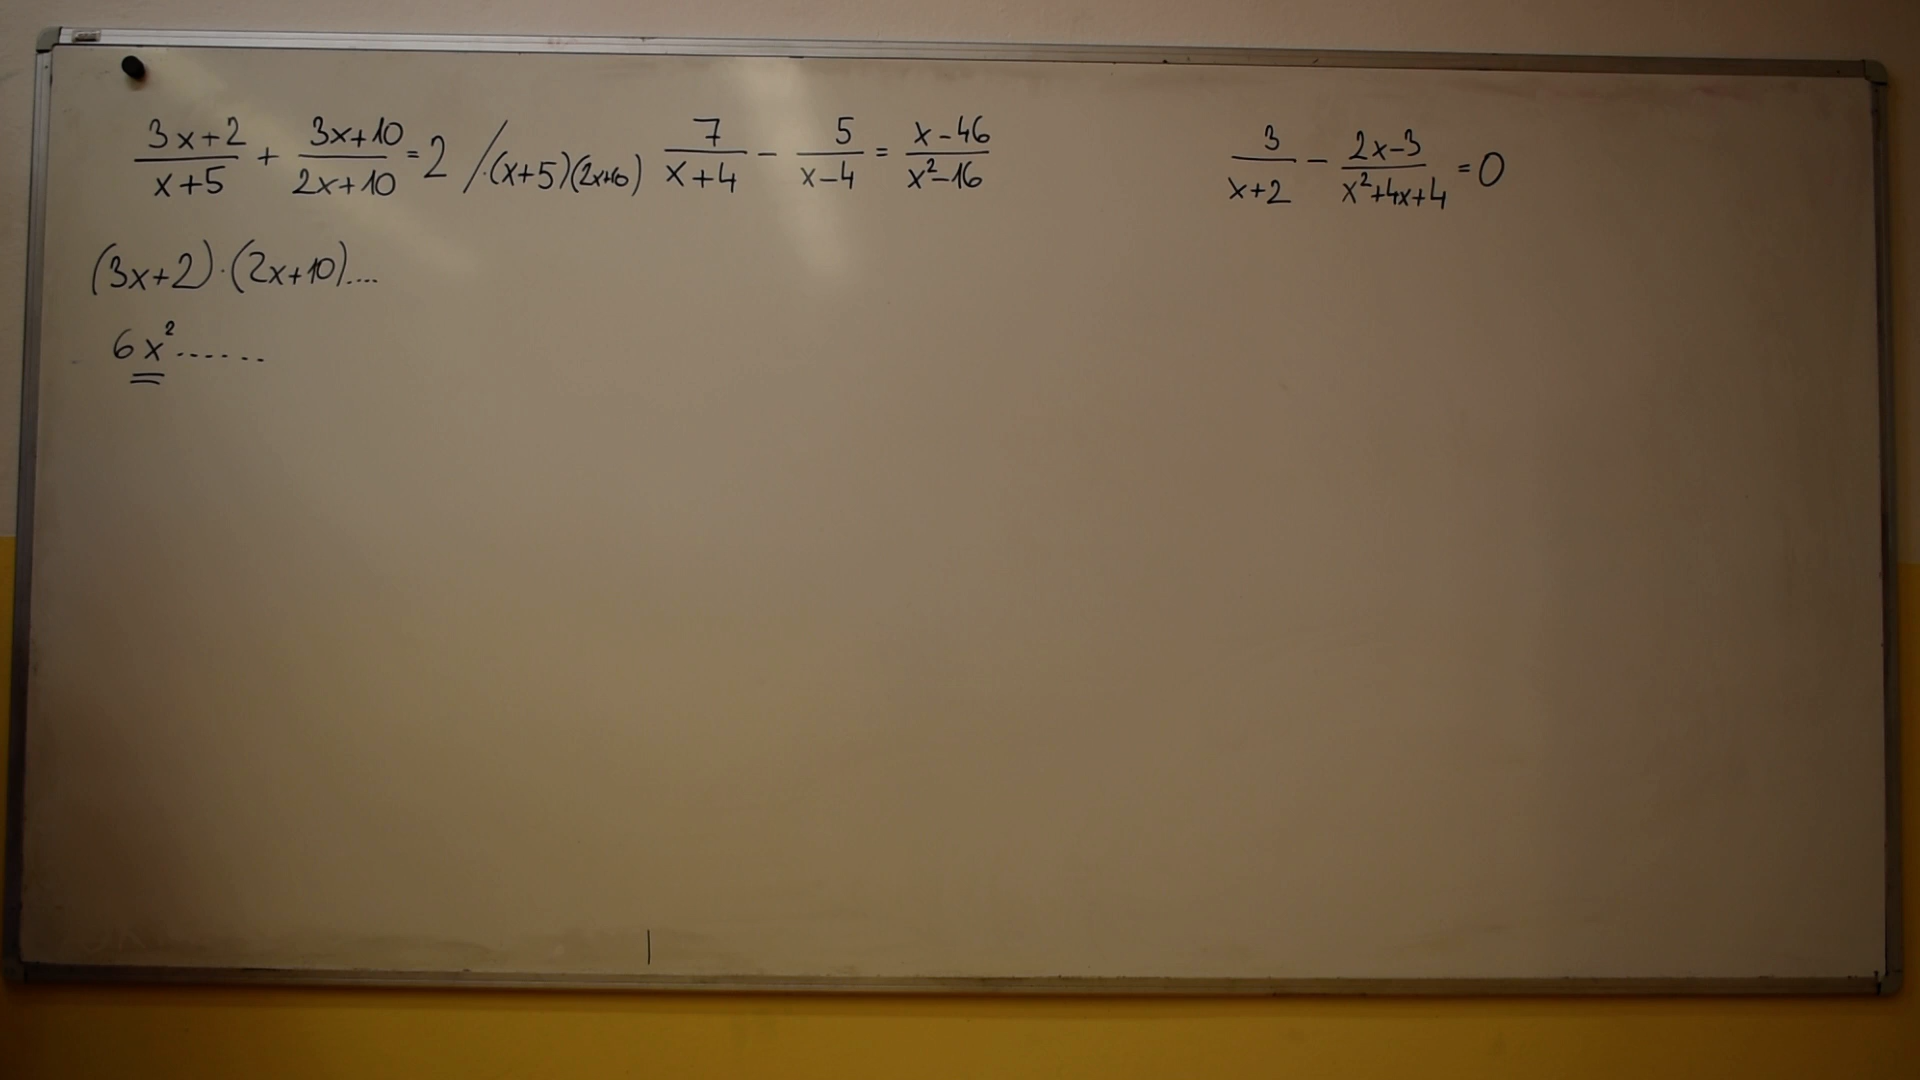 (3x+2)/(x+5) + (3x+10)/(2x+10) = 2 /·(x+5)(2x+10)
7/(x+4) - 5/(x-4) = (x-46)/(x²-16)
3/(x+2) - (2x-3)/(x²+4x+4) = 0
(3x+2)·(2x+10)....
6x².......